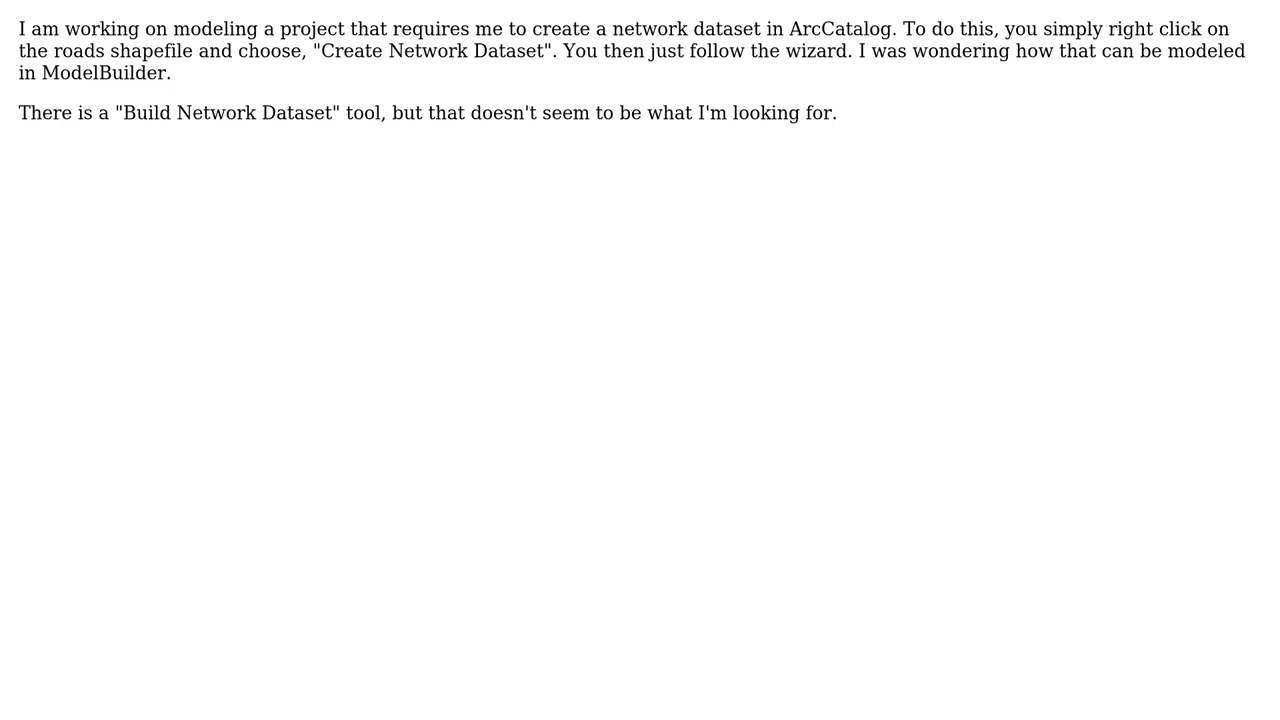 I am working on modeling a project that requires me to create a network dataset in ArcCatalog. To do this, you simply right click on
the roads shapefile and choose, "Create Network Dataset". You then just follow the wizard. I was wondering how that can be modeled
in ModelBuilder.
There is a "Build Network Dataset" tool, but that doesn't seem to be what I'm looking for.